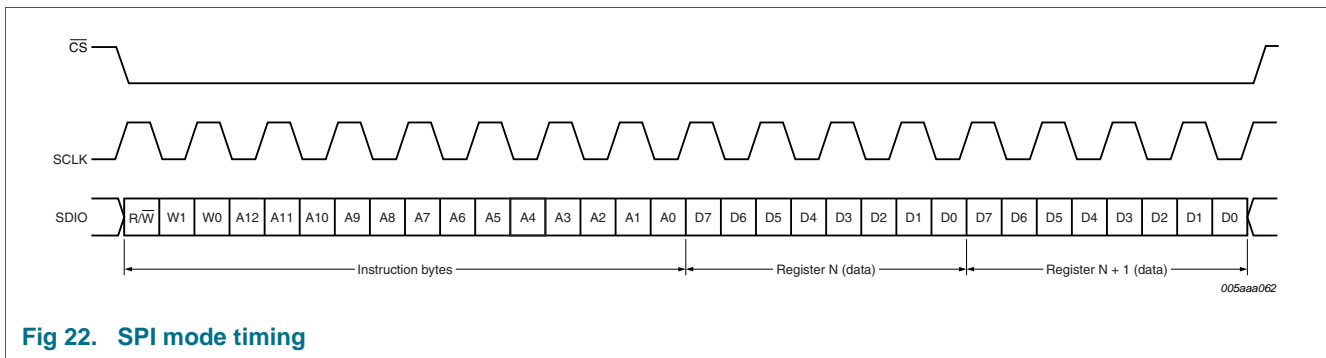 CS
SCLK
SDIO R/W W1 W0 A12 A11 A10 A9 A8 A7 A6 A5 A4 A3 A2 A1 A0 D7 D6 D5 D4 D3 D2 D1 D0 D7 D6 D5 D4 D3 D2 D1 D0
Instruction bytes Register N (data) Register N + 1 (data)
005aaa062
Fig 22. SPI mode timing